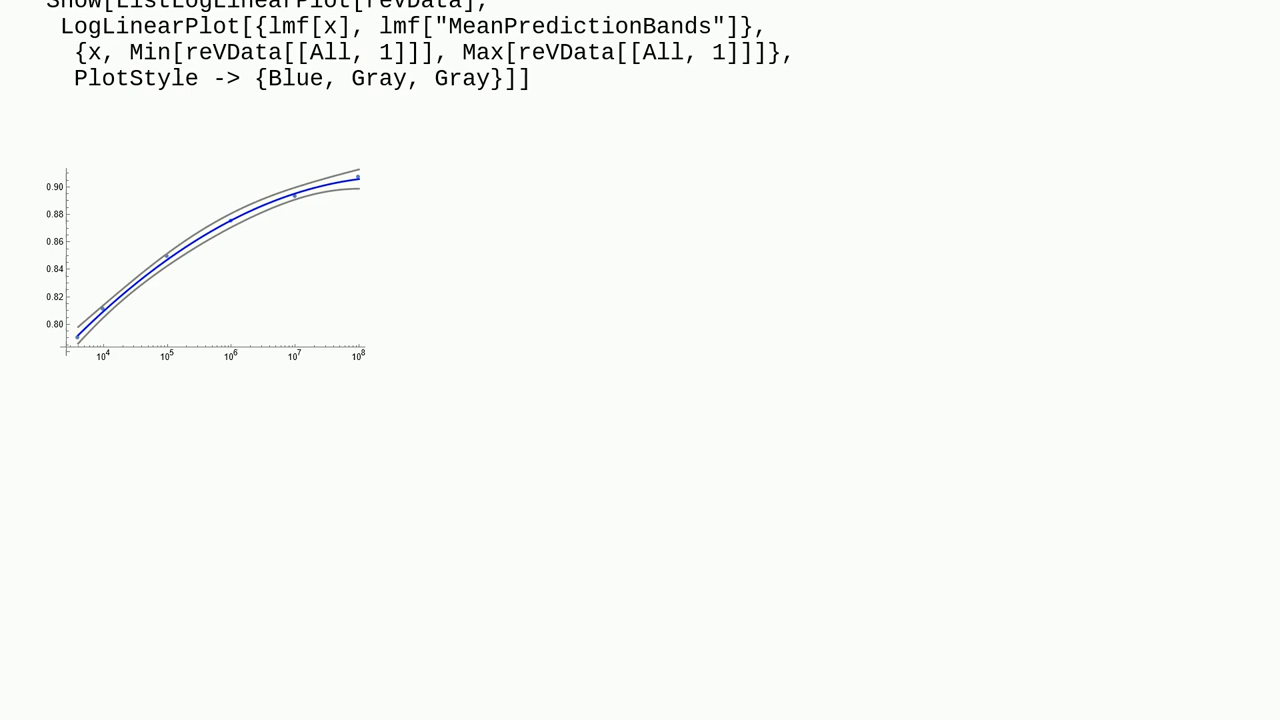 Show[ListLogLinearPlot[reVData],
LogLinearPlot[{lmf[x], lmf["MeanPredictionBands"]},
{x, Min[reVData[[All, 1]]], Max[reVData[[All, 1]]]},
PlotStyle -> {Blue, Gray, Gray}]]
0.90
0.88
0.86
0.84
0.82
0.80
10^4 10^5 10^6 10^7 10^8